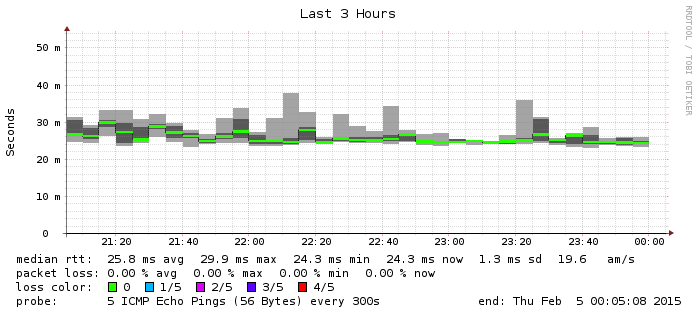 Last 3 Hours
RRDTOOL / TOBI OETIKER
Seconds
50 m
40 m
30 m
20 m
10 m
0
21:20 21:40 22:00 22:20 22:40 23:00 23:20 23:40 00:00
median rtt: 25.8 ms avg 29.9 ms max 24.3 ms min 24.3 ms now 1.3 ms sd 19.6 am/s
packet loss: 0.00 % avg 0.00 % max 0.00 % min 0.00 % now
loss color: 0 1/5 2/5 3/5 4/5
probe: 5 ICMP Echo Pings (56 Bytes) every 300s end: Thu Feb 5 00:05:08 2015